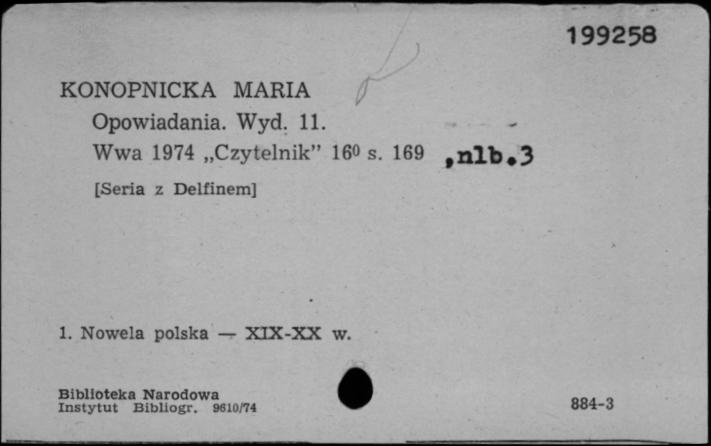 199258
KONOPNICKA MARIA
Opowiadania. Wyd. 11.
Wwa 1974 „Czytelnik” 16⁰ s. 169 , nlb. 3
[Seria z Delfinem]
1. Nowela polska — XIX-XX w.
Biblioteka Narodowa
Instytut Bibliogr. 9610/74
884-3